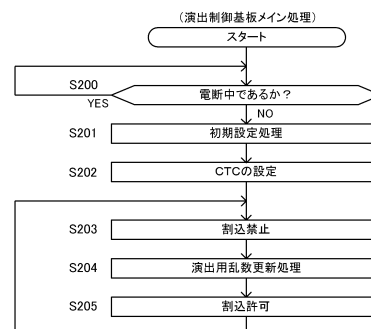 (演出制御基板メイン処理)
スタート
S200
電断中であるか?
YES
NO
S201
初期設定処理
S202
CTCの設定
S203
割込禁止
S204
演出用乱数更新処理
S205
割込許可